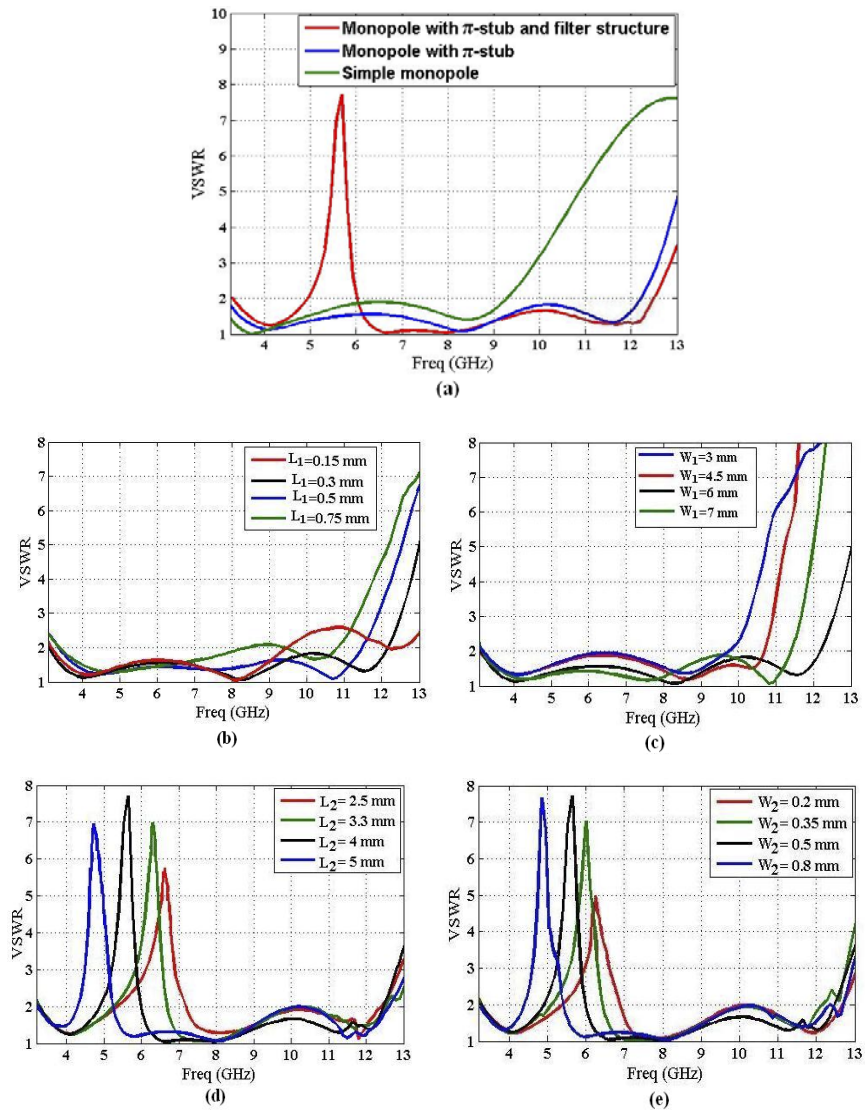 10
9
8
7
6
5
4
3
2
1
VSWR
Monopole with π-stub and filter structure
Monopole with π-stub
Simple monopole
4 5 6 7 8 9 10 11 12 13
Freq (GHz)
(a)
8
7
6
5
4
3
2
1
VSWR
L1=0.15 mm
L1=0.3 mm
L1=0.5 mm
L1=0.75 mm
4 5 6 7 8 9 10 11 12 13
Freq (GHz)
(b)
8
7
6
5
4
3
2
1
VSWR
W1=3 mm
W1=4.5 mm
W1=6 mm
W1=7 mm
4 5 6 7 8 9 10 11 12 13
Freq (GHz)
(c)
8
7
6
5
4
3
2
1
VSWR
L2= 2.5 mm
L2= 3.3 mm
L2= 4 mm
L2= 5 mm
4 5 6 7 8 9 10 11 12 13
Freq (GHz)
(d)
8
7
6
5
4
3
2
1
VSWR
W2= 0.2 mm
W2= 0.35 mm
W2= 0.5 mm
W2= 0.8 mm
4 5 6 7 8 9 10 11 12 13
Freq (GHz)
(e)